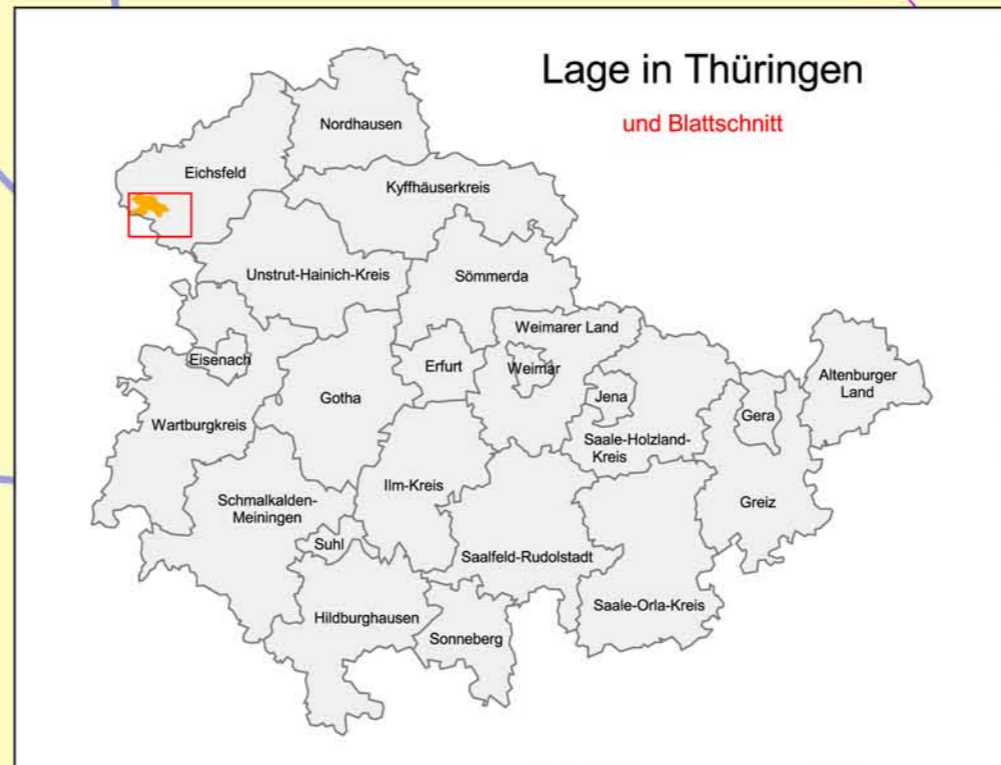 Lage in Thüringen
und Blattschnitt
Nordhausen
Eichsfeld
Kyffhäuserkreis
Unstrut-Hainich-Kreis
Sömmerda
Weimarer Land
Eisenach
Erfurt
Weimar
Altenburger
Land
Gotha
Jena
Gera
Wartburgkreis
Saale-Holzland-
Kreis
Ilm-Kreis
Schmalkalden-
Meiningen
Greiz
Suhl
Saalfeld-Rudolstadt
Saale-Orla-Kreis
Hildburghausen
Sonneberg